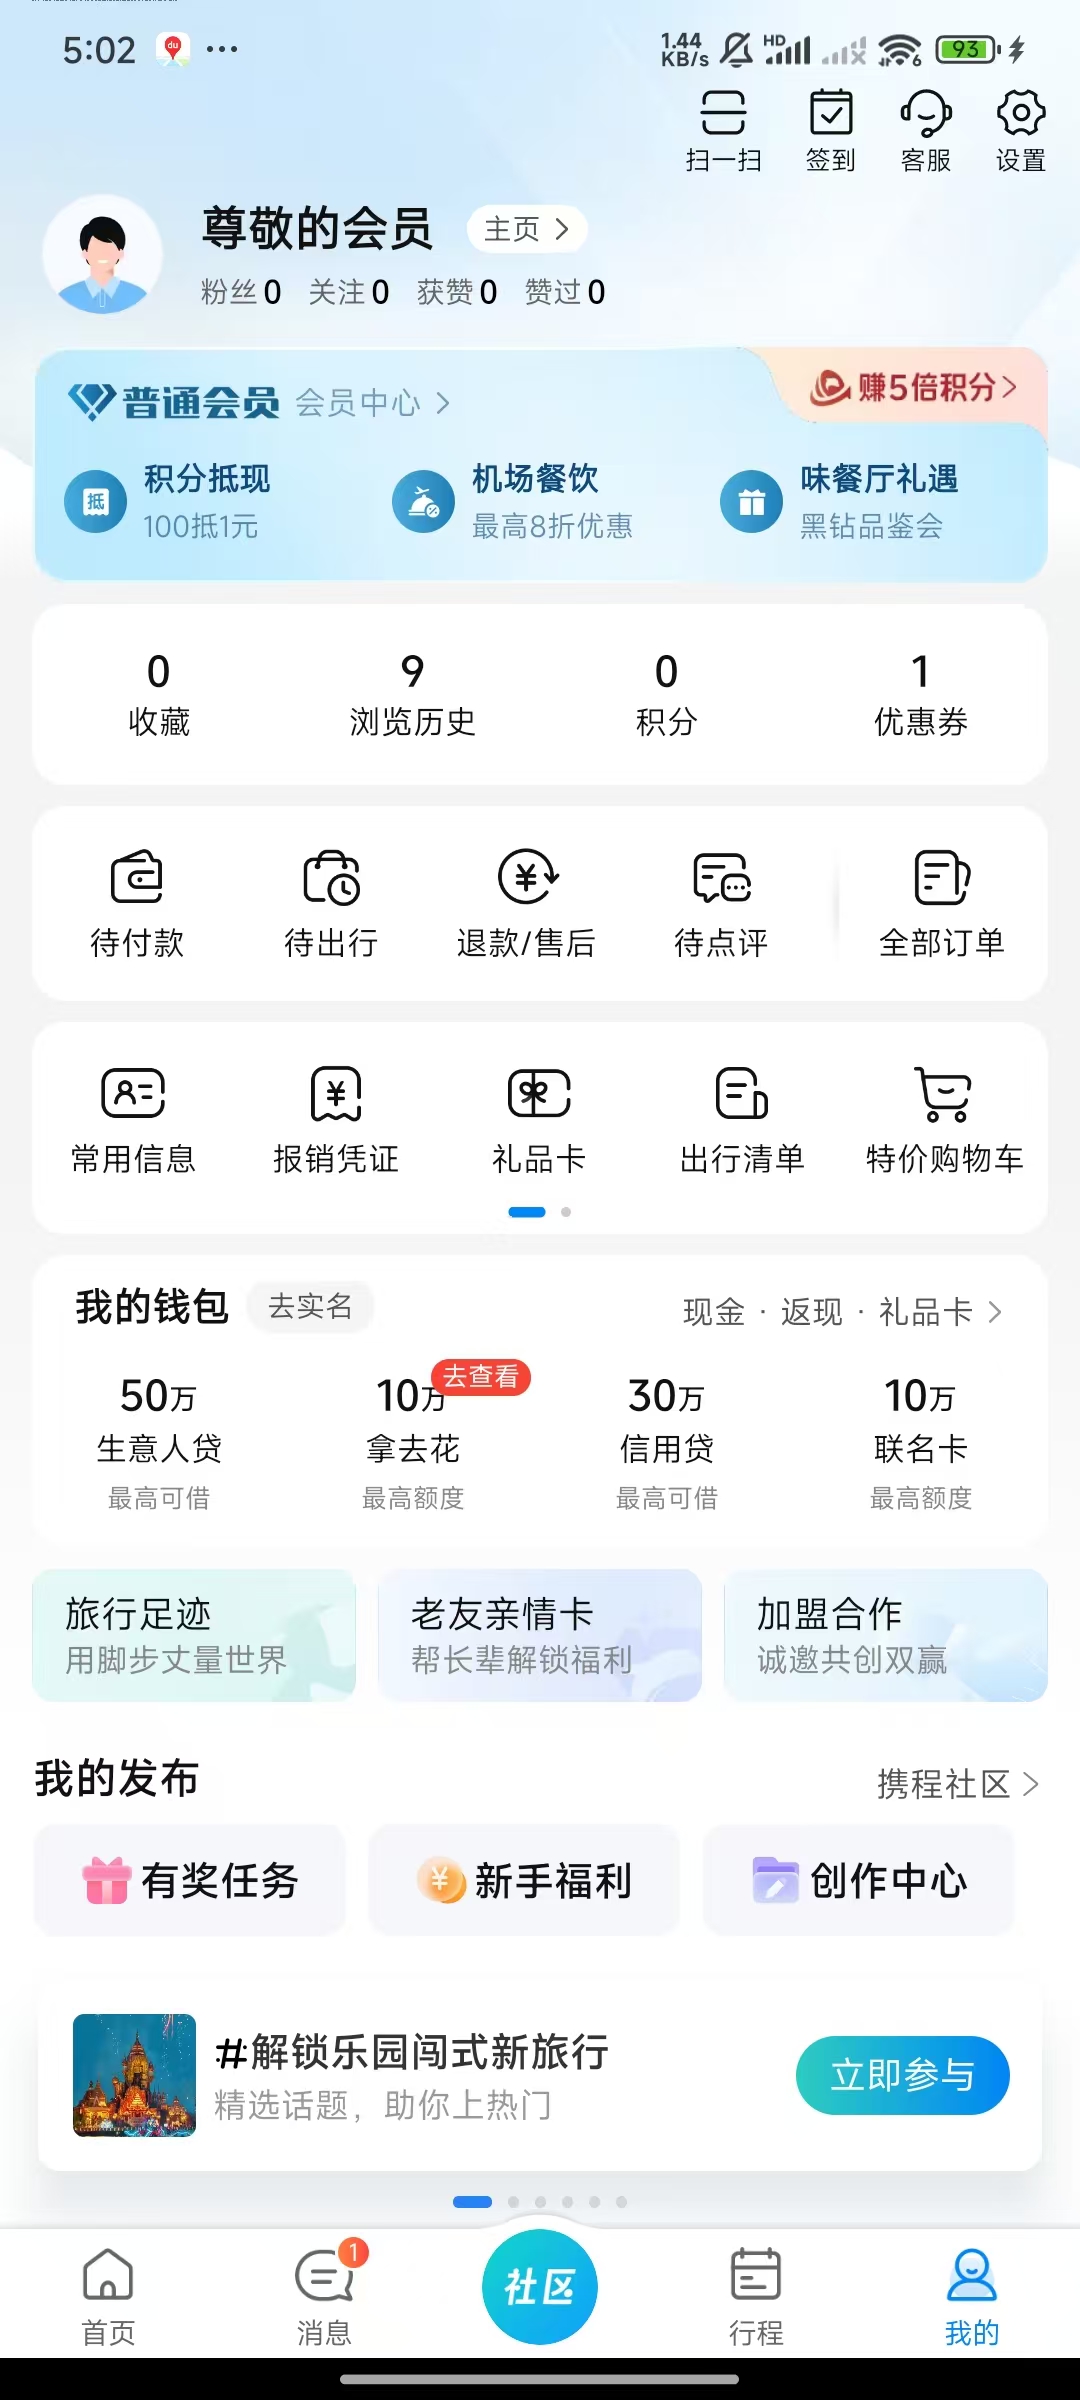 5:02 du ... 1.44 KB/s HD 6 93
扫一扫 签到 客服 设置
尊敬的会员 主页 >
粉丝 0 关注 0 获赞 0 赞过 0
普通会员 会员中心 > 赚5倍积分>
抵 积分抵现 机场餐饮 味餐厅礼遇
100抵1元 最高8折优惠 黑钻品鉴会
0 9 0 1
收藏 浏览历史 积分 优惠券
待付款 待出行 退款/售后 待点评 全部订单
常用信息 报销凭证 礼品卡 出行清单 特价购物车
我的钱包 去实名 现金 · 返现 · 礼品卡 >
50万 10万 去查看 30万 10万
生意人贷 拿去花 信用贷 联名卡
最高可借 最高额度 最高可借 最高额度
旅行足迹 老友亲情卡 加盟合作
用脚步丈量世界 帮长辈解锁福利 诚邀共创双赢
我的发布 携程社区 >
有奖任务 新手福利 创作中心
#解锁乐园闯式新旅行
精选话题，助你上热门
立即参与
首页 消息 1 社区 行程 我的